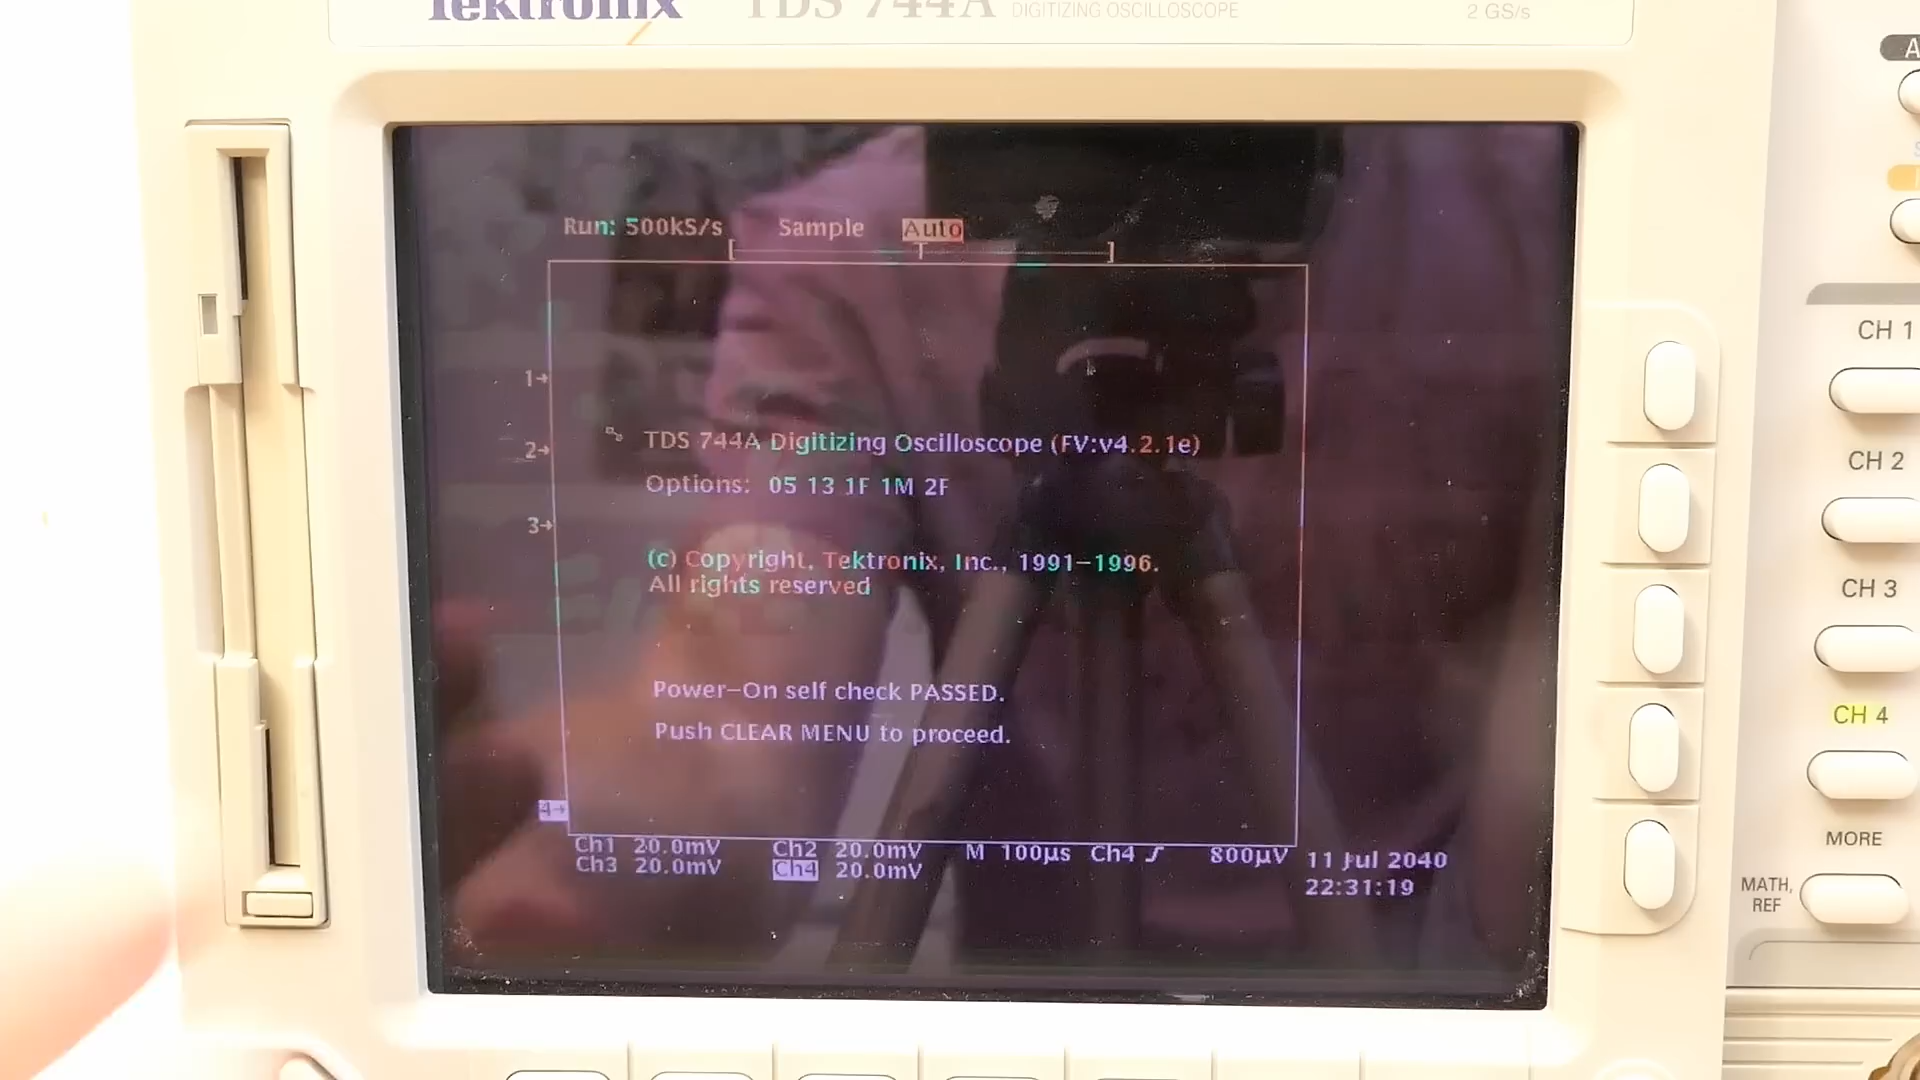 Tektronix TDS 744A DIGITIZING OSCILLOSCOPE 2 GS/s
Run: 500kS/s Sample Auto
T
1→
2→
3→
4→
TDS 744A Digitizing Oscilloscope (FV:v4.2.1e)
Options: 05 13 1F 1M 2F
(c) Copyright, Tektronix, Inc., 1991-1996.
All rights reserved
Power-On self check PASSED.
Push CLEAR MENU to proceed.
Ch1 20.0mV Ch2 20.0mV M 100µs Ch4 ƒ 800µV
Ch3 20.0mV Ch4 20.0mV
11 Jul 2040
22:31:19
CH 1
CH 2
CH 3
CH 4
MORE
MATH,
REF